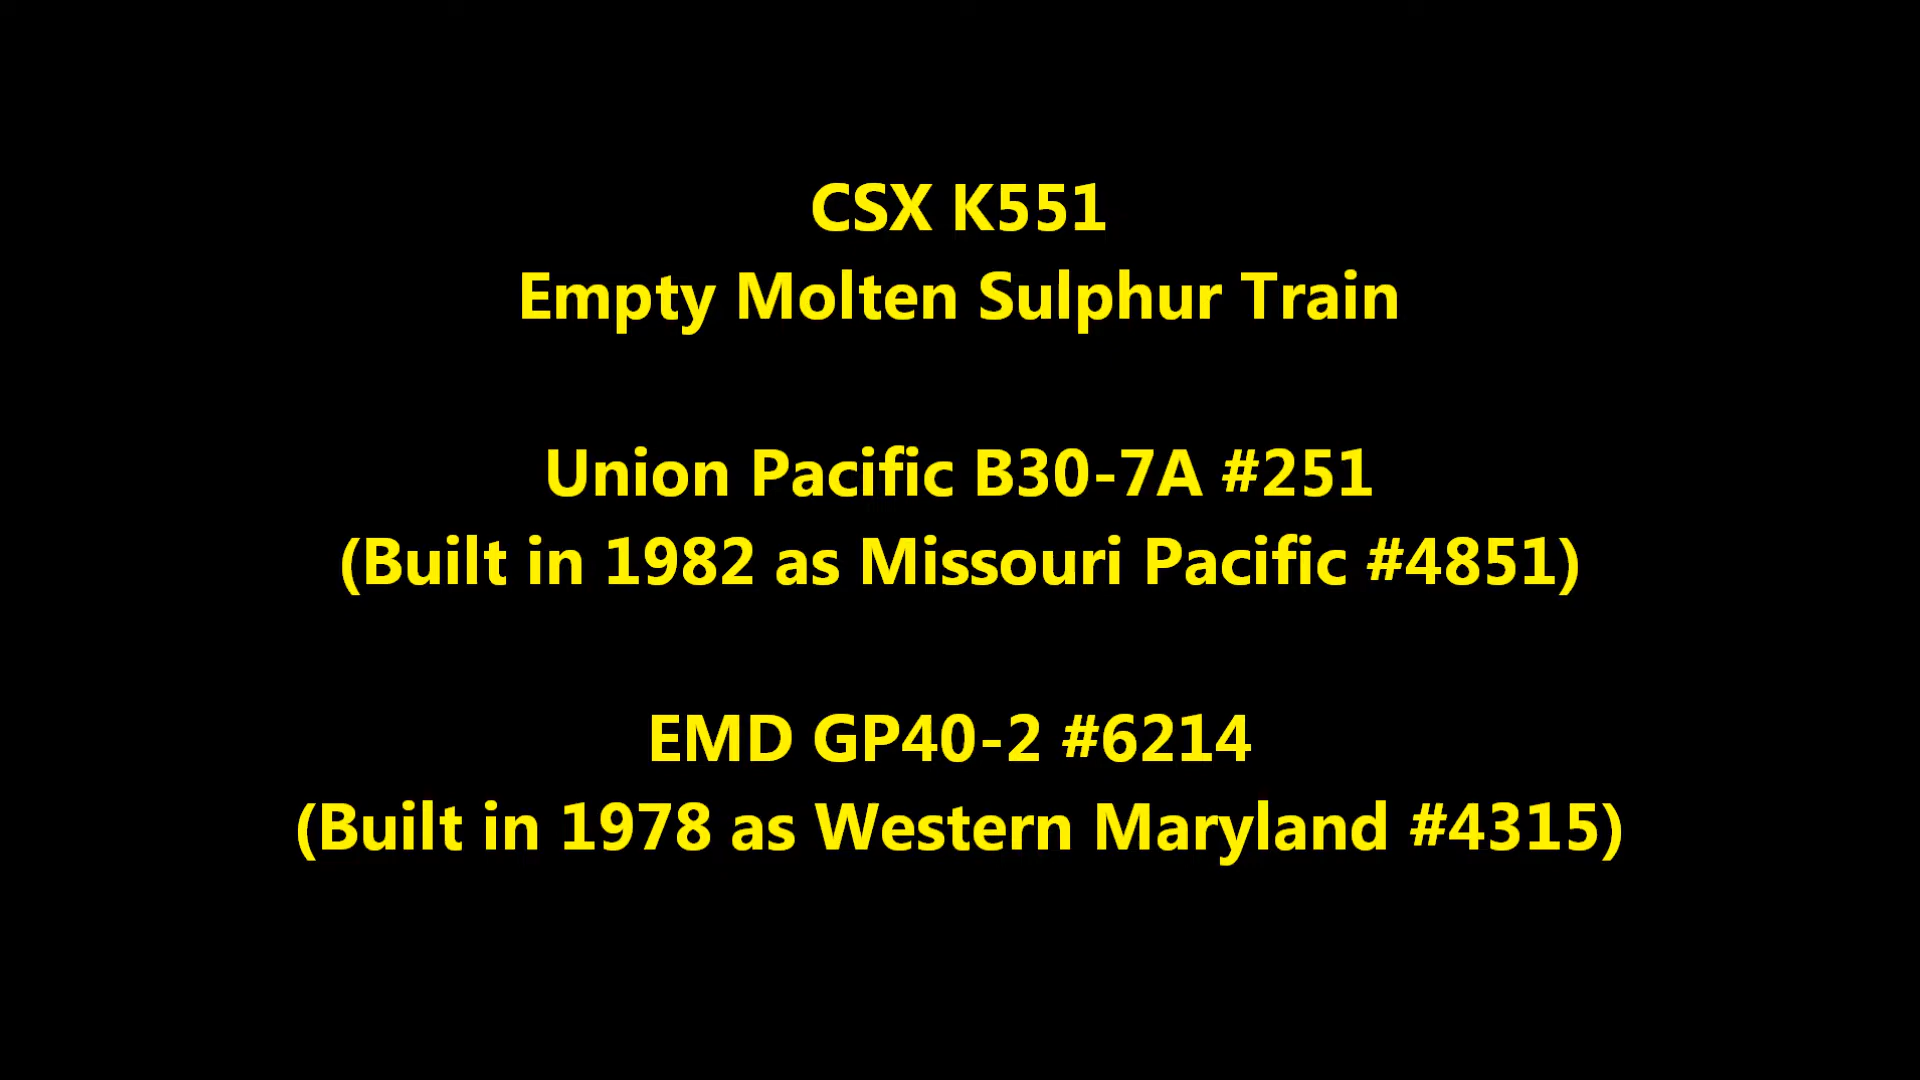 CSX K551
Empty Molten Sulphur Train
Union Pacific B30-7A #251
(Built in 1982 as Missouri Pacific #4851)
EMD GP40-2 #6214
(Built in 1978 as Western Maryland #4315)